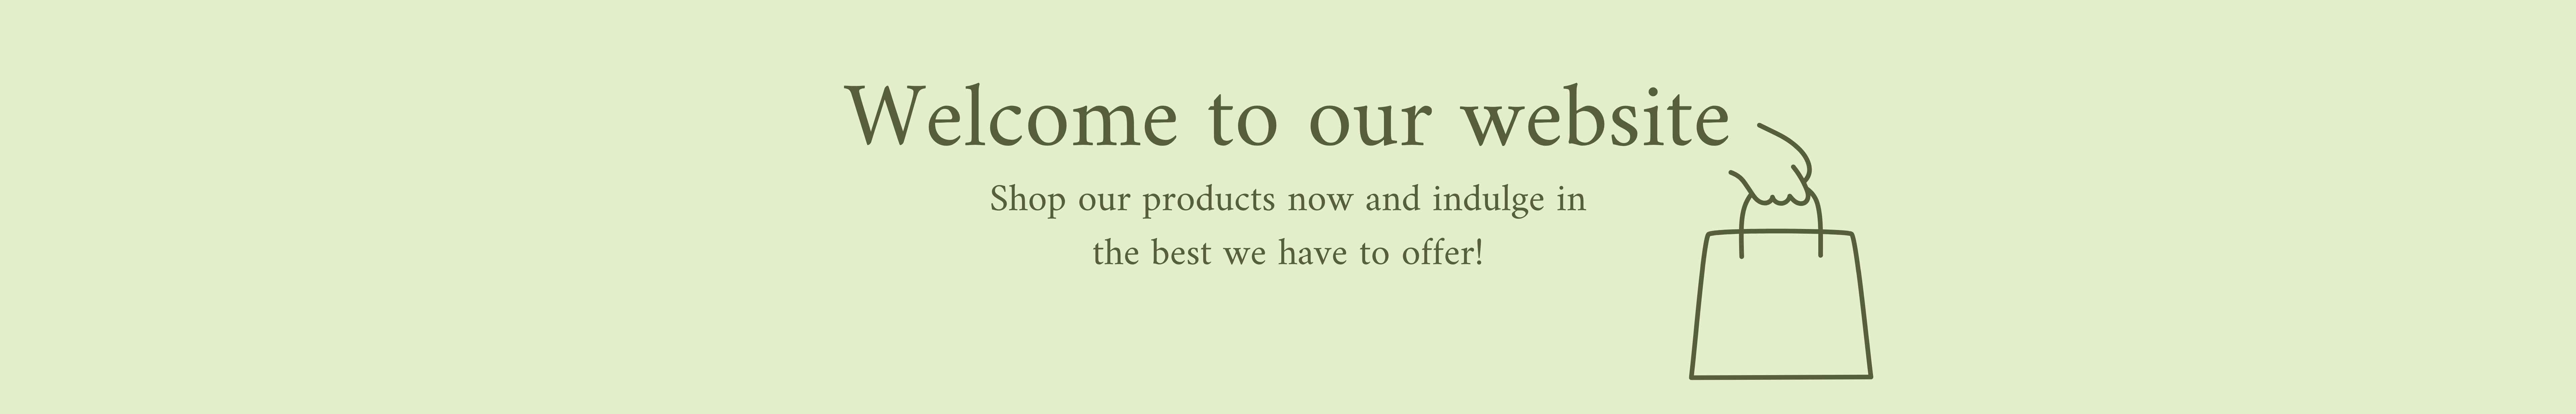 Welcome to our website
Shop our products now and indulge in
the best we have to offer!